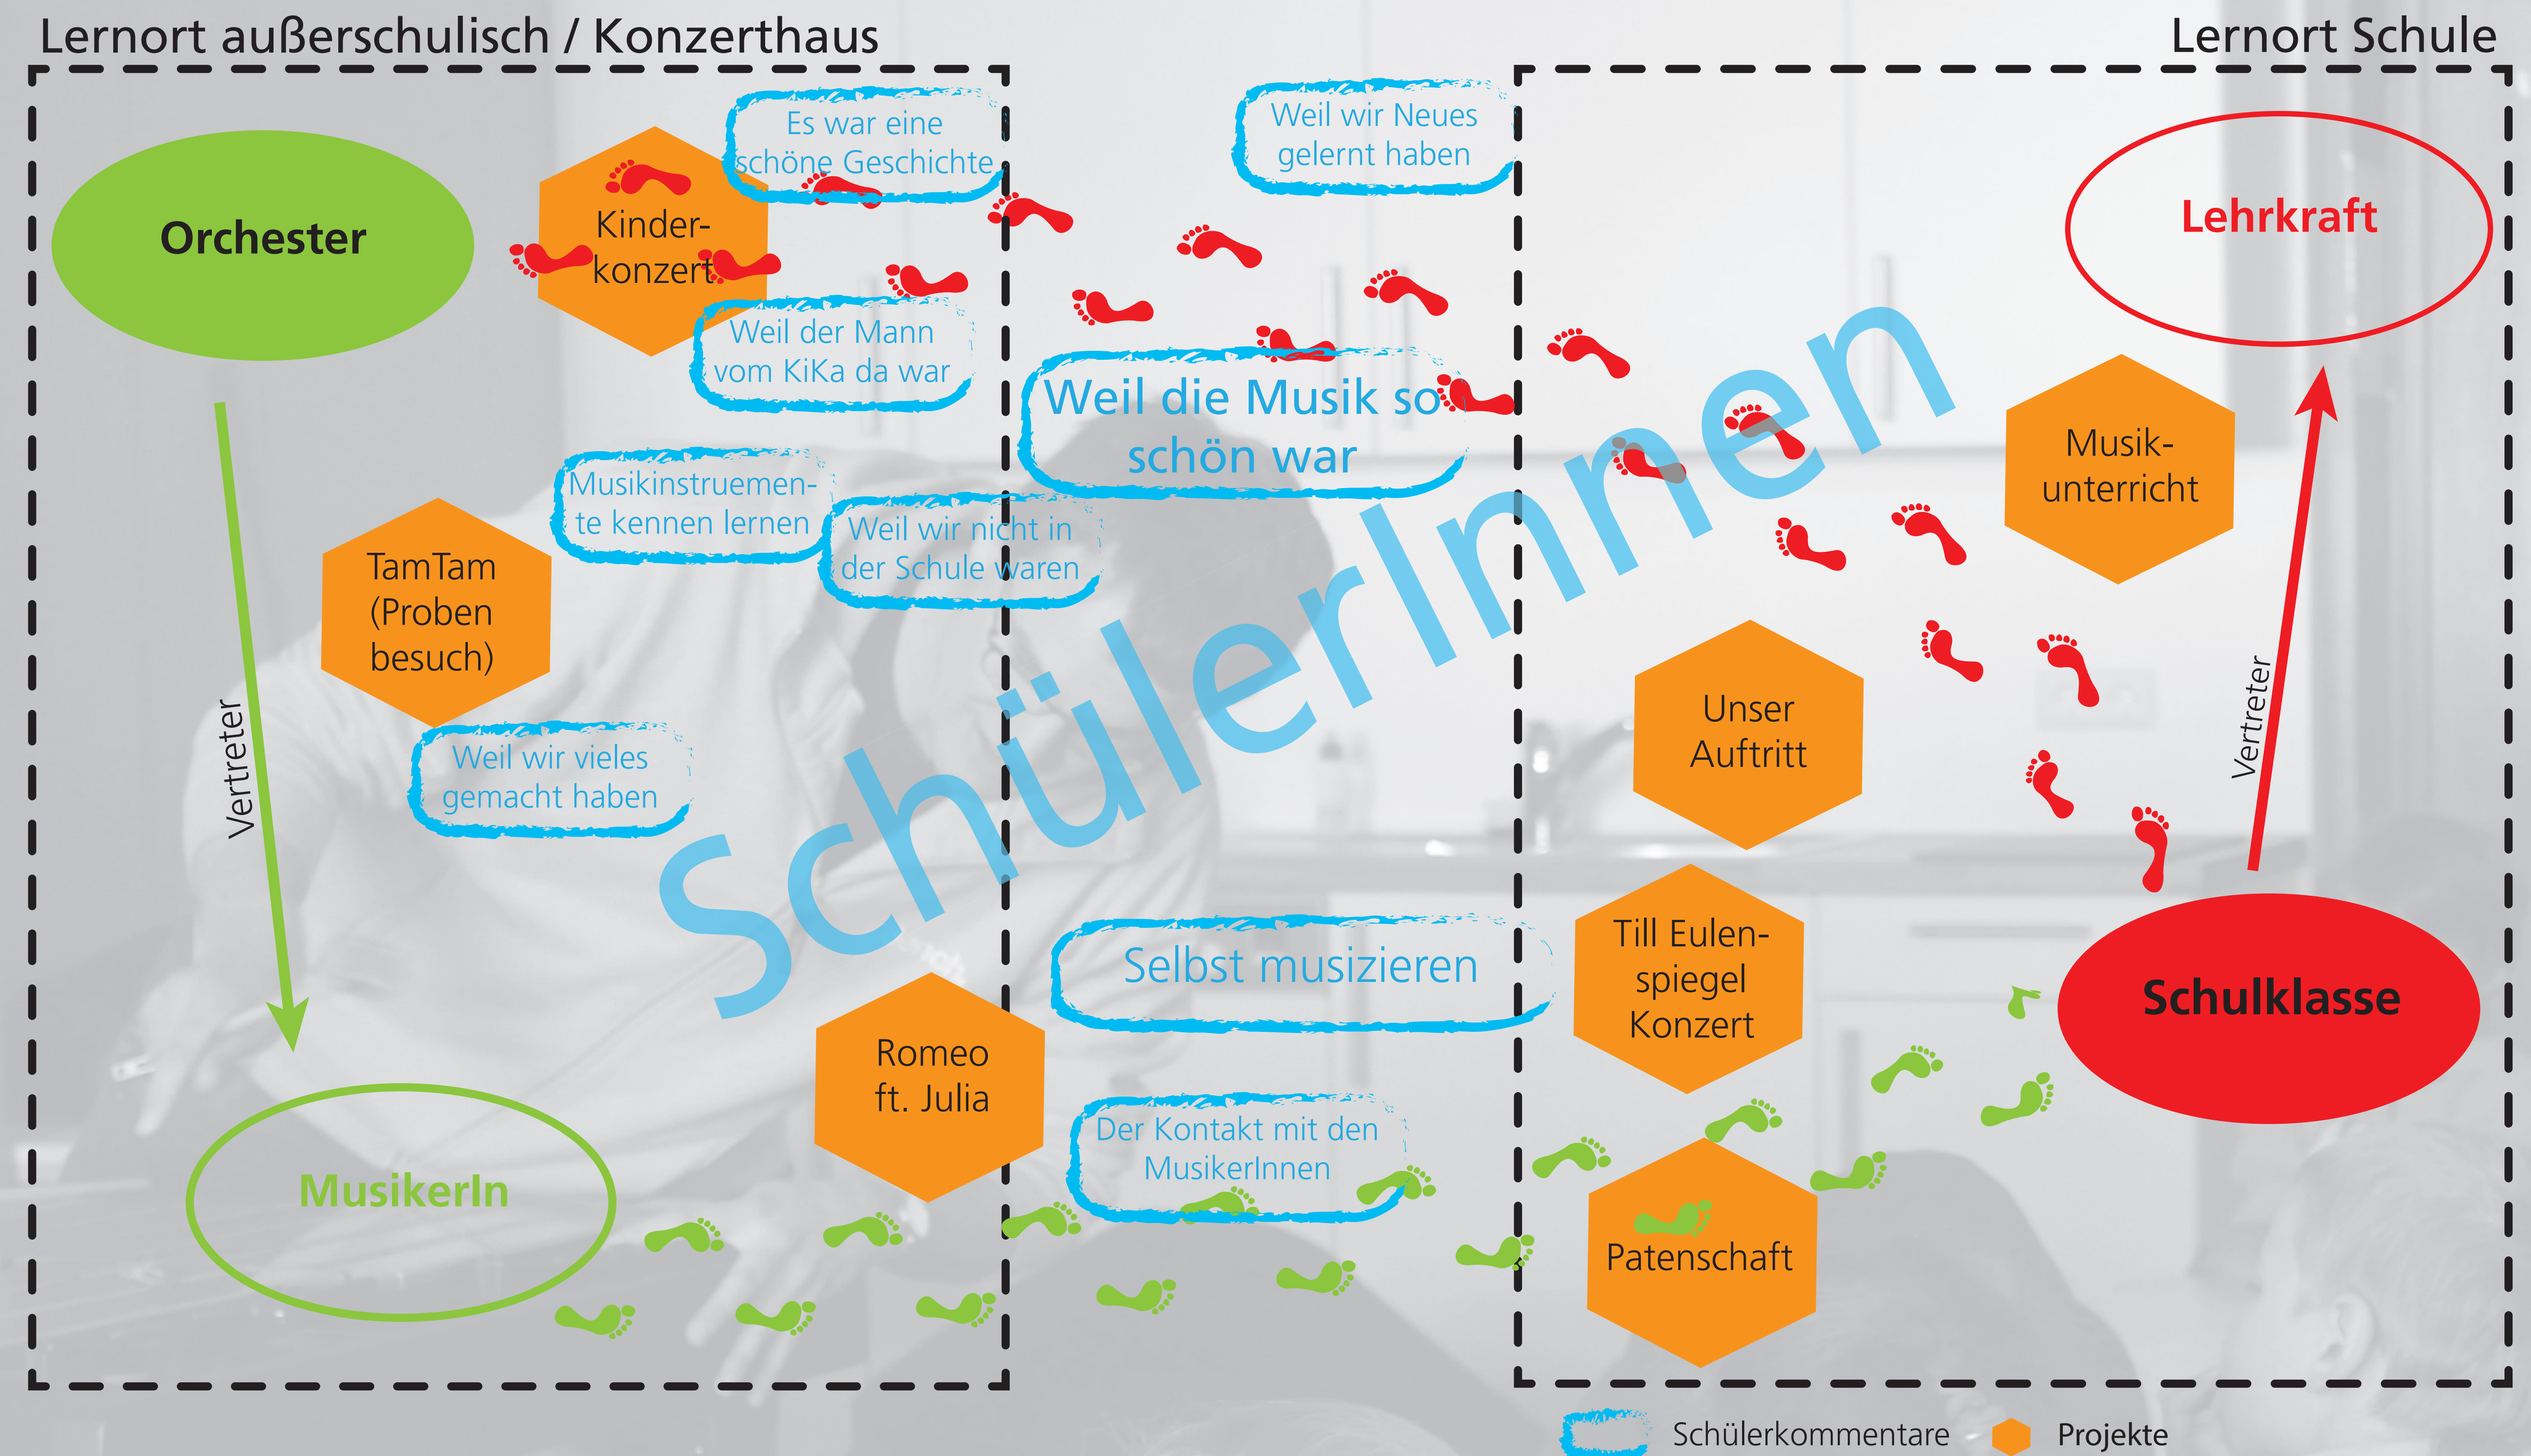 Lernort außerschulisch / Konzerthaus
Lernort Schule
Orchester
Kinder-
konzert
Es war eine
schöne Geschichte
Weil wir Neues
gelernt haben
Lehrkraft
Weil der Mann
vom KiKa da war
Weil die Musik so
schön war
Musik-
unterricht
Musikinstruemen-
te kennen lernen
Weil wir nicht in
der Schule waren
TamTam
(Proben
besuch)
Vertreter
Weil wir vieles
gemacht haben
SchülerInnen
Unser
Auftritt
Vertreter
Till Eulen-
spiegel
Konzert
Selbst musizieren
Schulklasse
Romeo
ft. Julia
Der Kontakt mit den
MusikerInnen
MusikerIn
Patenschaft
Schülerkommentare
Projekte